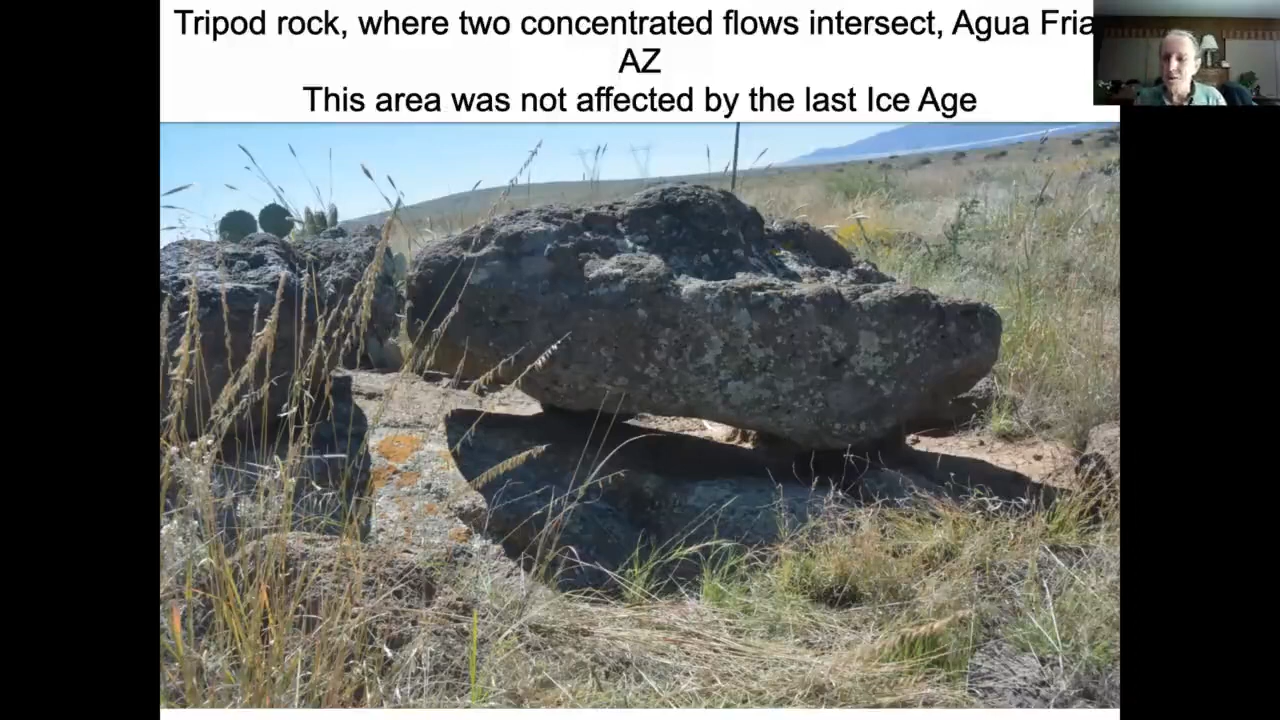 Tripod rock, where two concentrated flows intersect, Agua Fria
AZ
This area was not affected by the last Ice Age